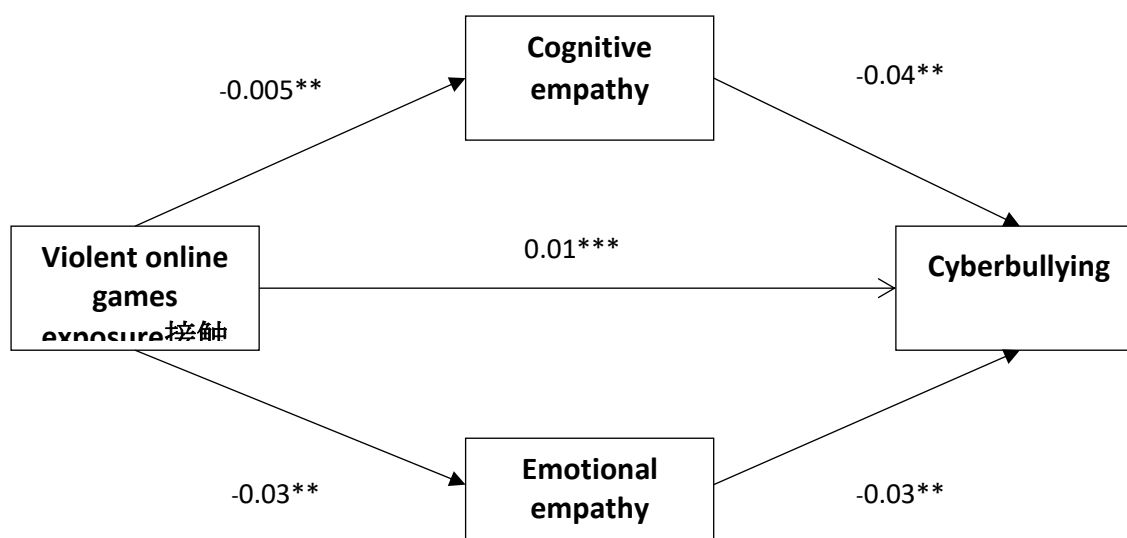 Cognitive
empathy
-0.005**
-0.04**
Violent online
games
exposure接触
0.01***
Cyberbullying
Emotional
empathy
-0.03**
-0.03**